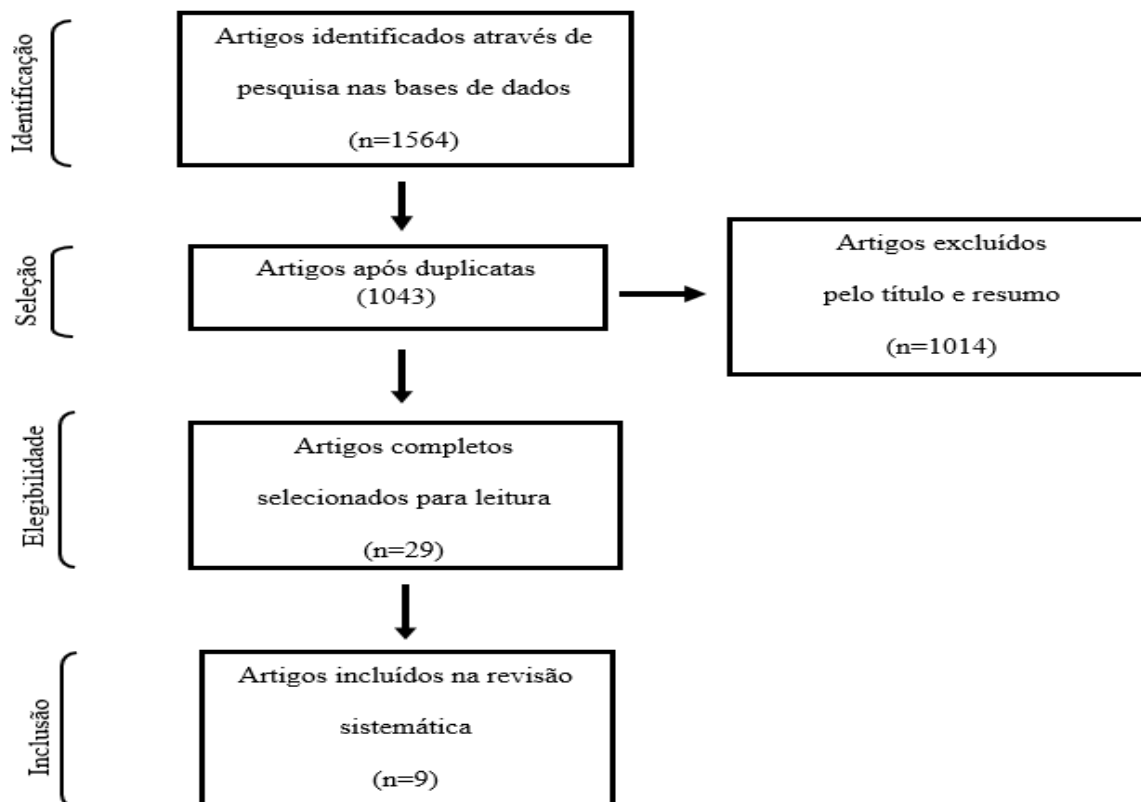 Identificação
Artigos identificados através de
pesquisa nas bases de dados
(n=1564)
Seleção
Artigos após duplicatas
(1043)
Artigos excluídos
pelo título e resumo
(n=1014)
Elegibilidade
Artigos completos
selecionados para leitura
(n=29)
Inclusão
Artigos incluídos na revisão
sistemática
(n=9)